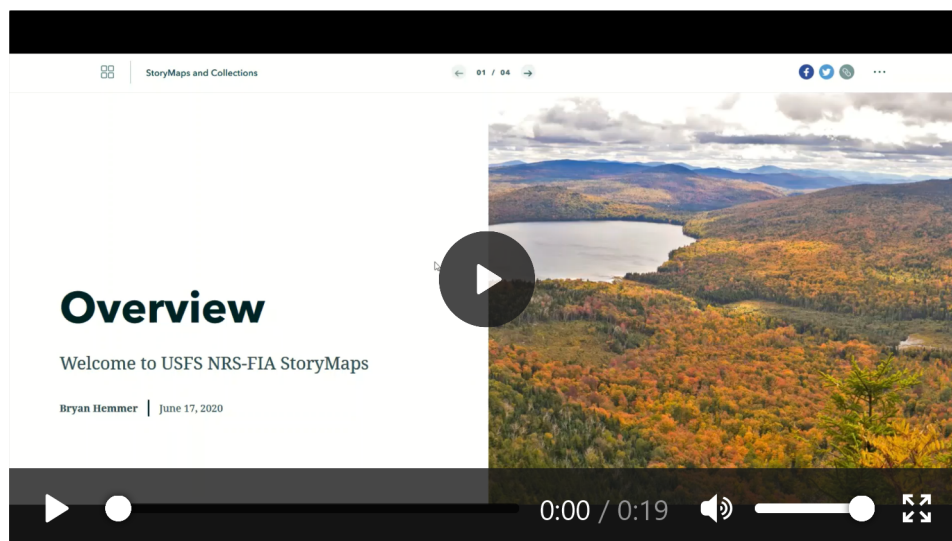 StoryMaps and Collections
01 / 04
Overview
Welcome to USFS NRS-FIA StoryMaps
Bryan Hemmer | June 17, 2020
0:00 / 0:19